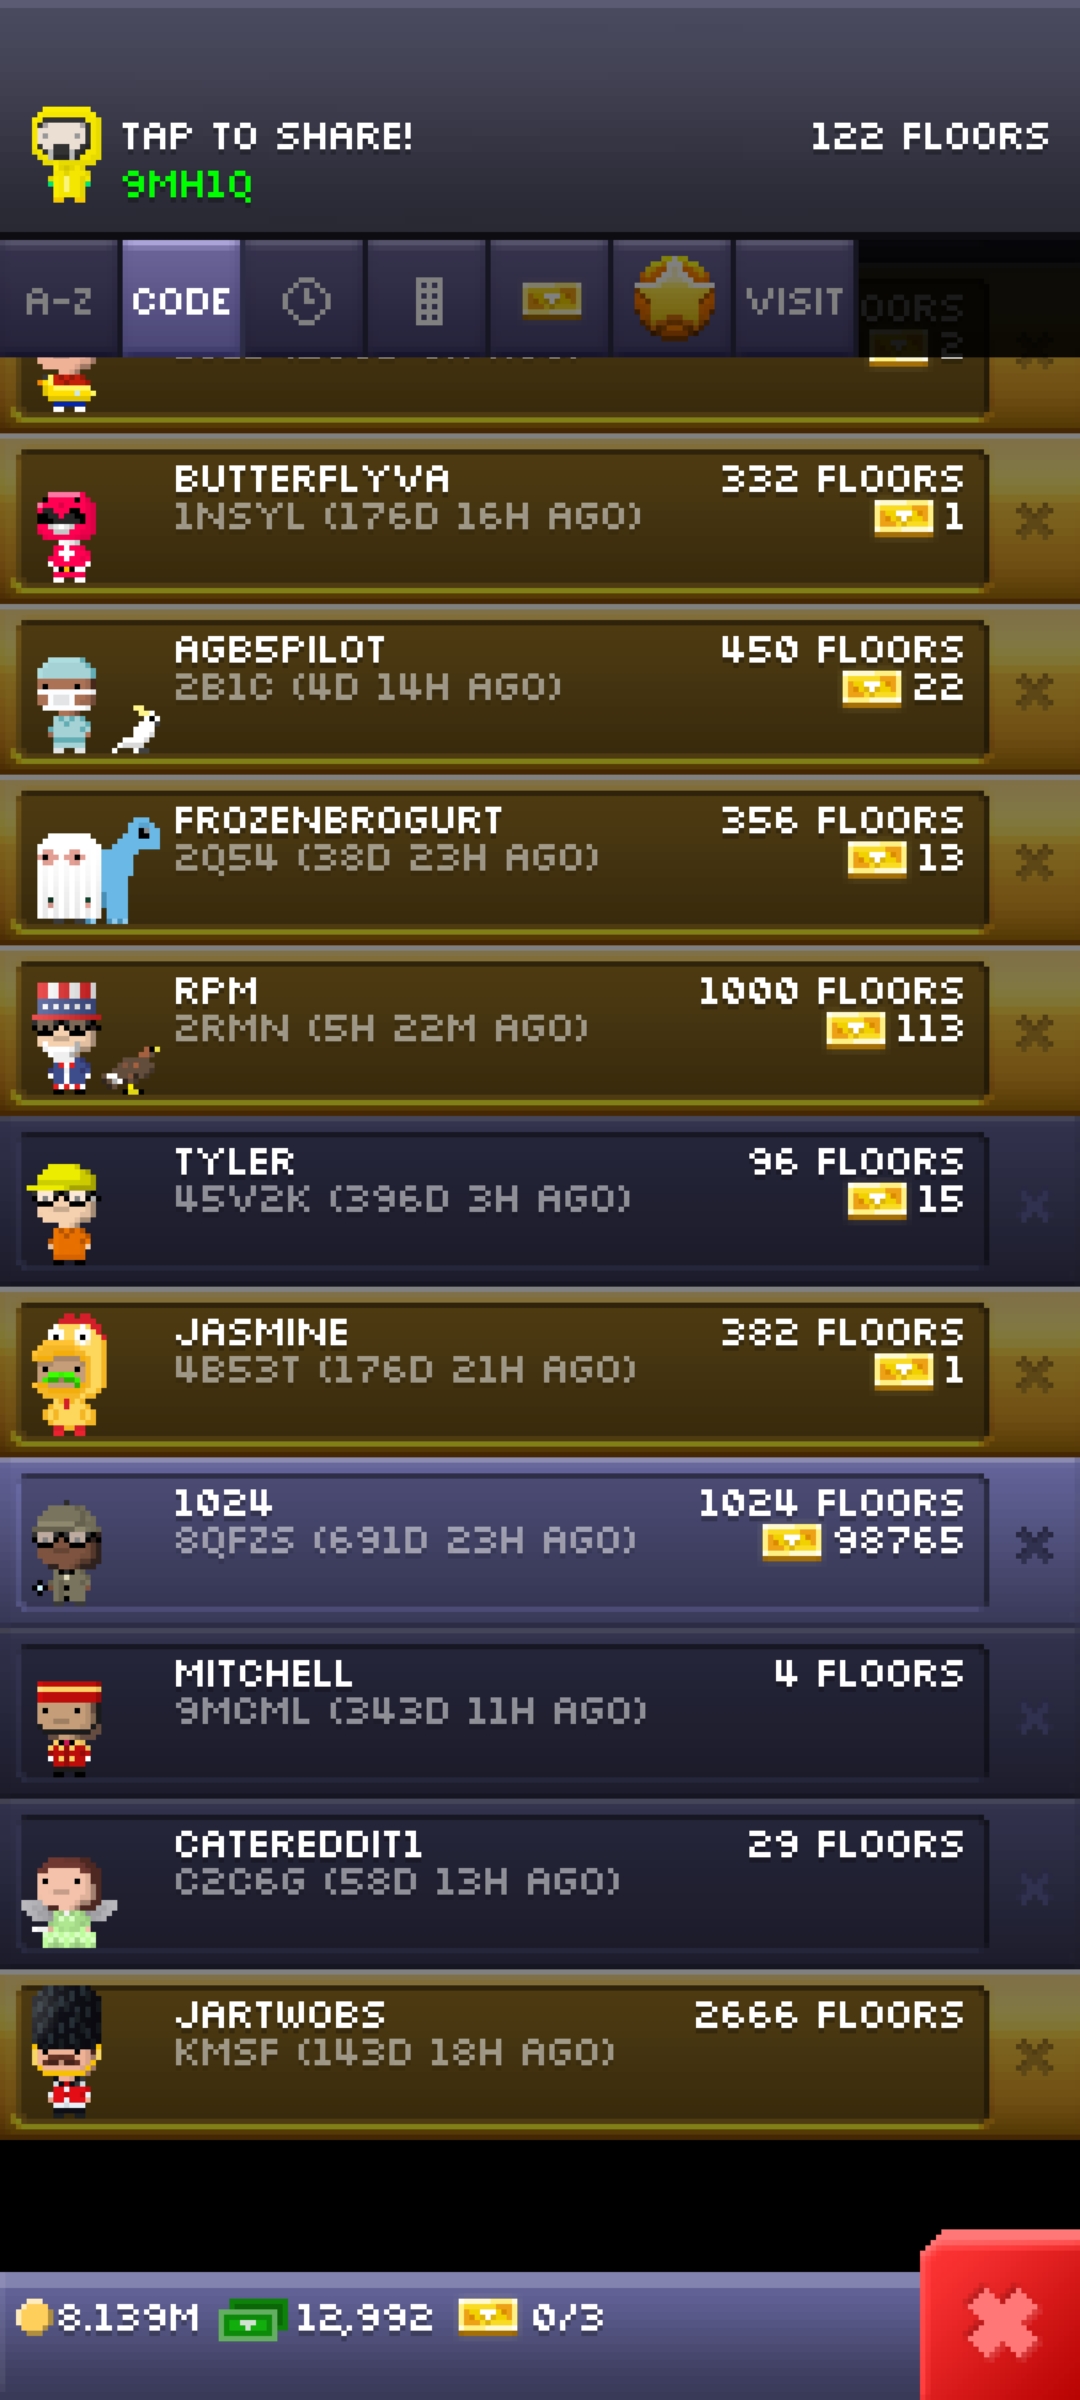 TAP TO SHARE!
122 FLOORS
9MH1Q
A-Z
CODE
VISIT
2
BUTTERFLYVA
332 FLOORS
1NSYL (176D 16H AGO)
1
AGB5PILOT
450 FLOORS
2B1C (4D 14H AGO)
22
FROZENBROGURT
356 FLOORS
2Q54 (38D 23H AGO)
13
RPM
1000 FLOORS
2RMN (5H 22M AGO)
113
TYLER
96 FLOORS
45V2K (396D 3H AGO)
15
JASMINE
382 FLOORS
4B53T (176D 21H AGO)
1
1024
1024 FLOORS
8QFZS (691D 23H AGO)
98765
MITCHELL
4 FLOORS
9MCML (343D 11H AGO)
CATEREDDIT1
29 FLOORS
C2C6G (58D 13H AGO)
JARTWOBS
2666 FLOORS
KMSF (143D 18H AGO)
8.139M
12,992
0/3